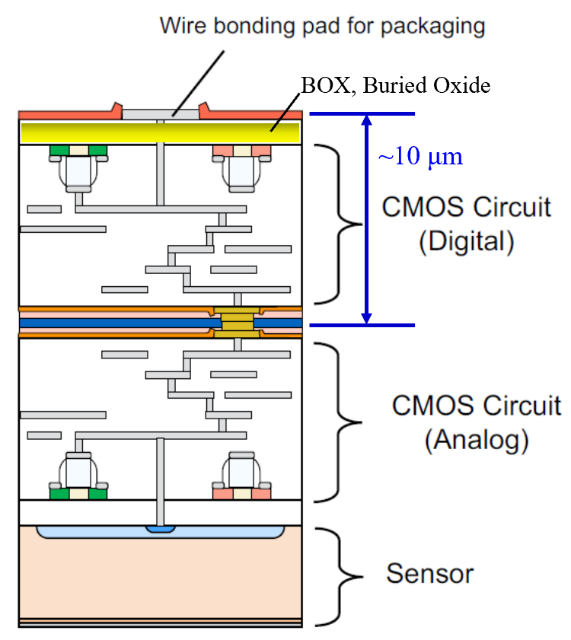 Wire bonding pad for packaging
BOX, Buried Oxide
~10 μm
CMOS Circuit
(Digital)
CMOS Circuit
(Analog)
Sensor